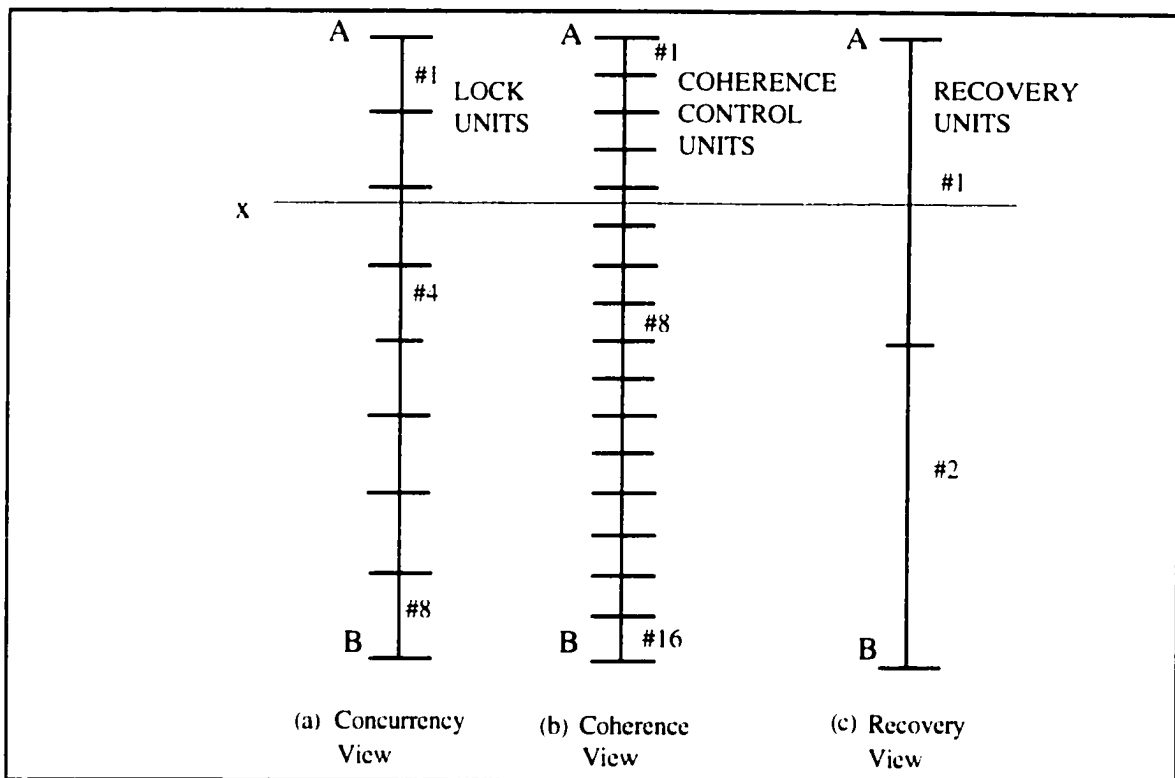 A
#1
LOCK
UNITS
#4
#8
B
(a) Concurrency
View
A
#1
COHERENCE
CONTROL
UNITS
#8
#16
B
(b) Coherence
View
A
RECOVERY
UNITS
#1
#2
B
(c) Recovery
View
x